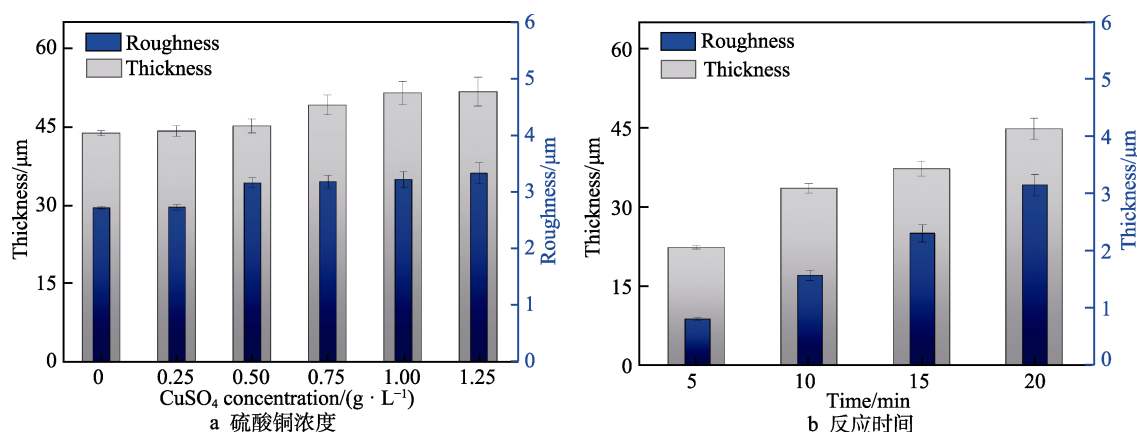 60
45
30
15
0
Thickness/μm
Roughness
Thickness
6
5
4
3
2
1
0
Roughness/μm
0 0.25 0.50 0.75 1.00 1.25
CuSO₄ concentration/(g · L⁻¹)
a 硫酸铜浓度
60
45
30
15
0
Thickness/μm
Roughness
Thickness
6
5
4
3
2
1
0
Thickness/μm
5 10 15 20
Time/min
b 反应时间